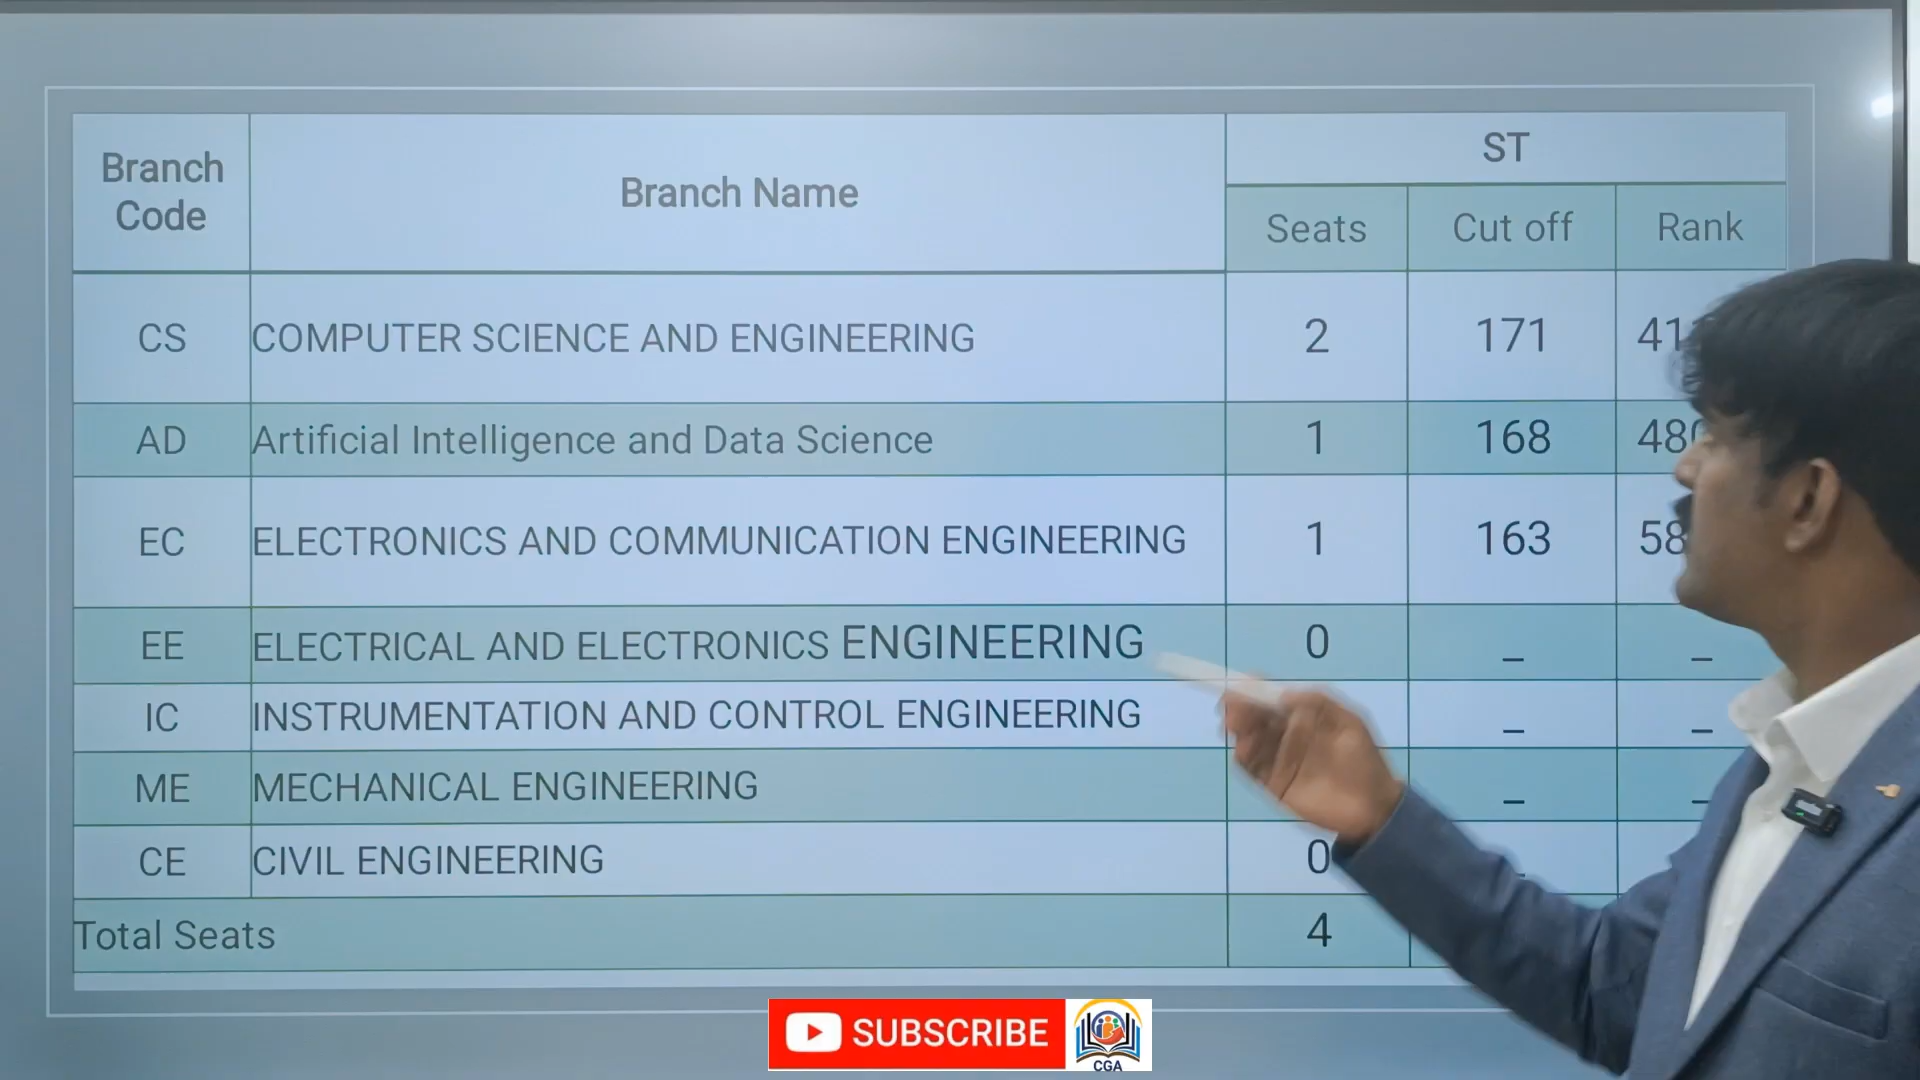 Branch Code
Branch Name
ST
Seats Cut off Rank
CS COMPUTER SCIENCE AND ENGINEERING 2 171
AD Artificial Intelligence and Data Science 1 168
EC ELECTRONICS AND COMMUNICATION ENGINEERING 1 163
EE ELECTRICAL AND ELECTRONICS ENGINEERING 0 _ _
IC INSTRUMENTATION AND CONTROL ENGINEERING _ _
ME MECHANICAL ENGINEERING _ _
CE CIVIL ENGINEERING 0
Total Seats 4
SUBSCRIBE
CGA